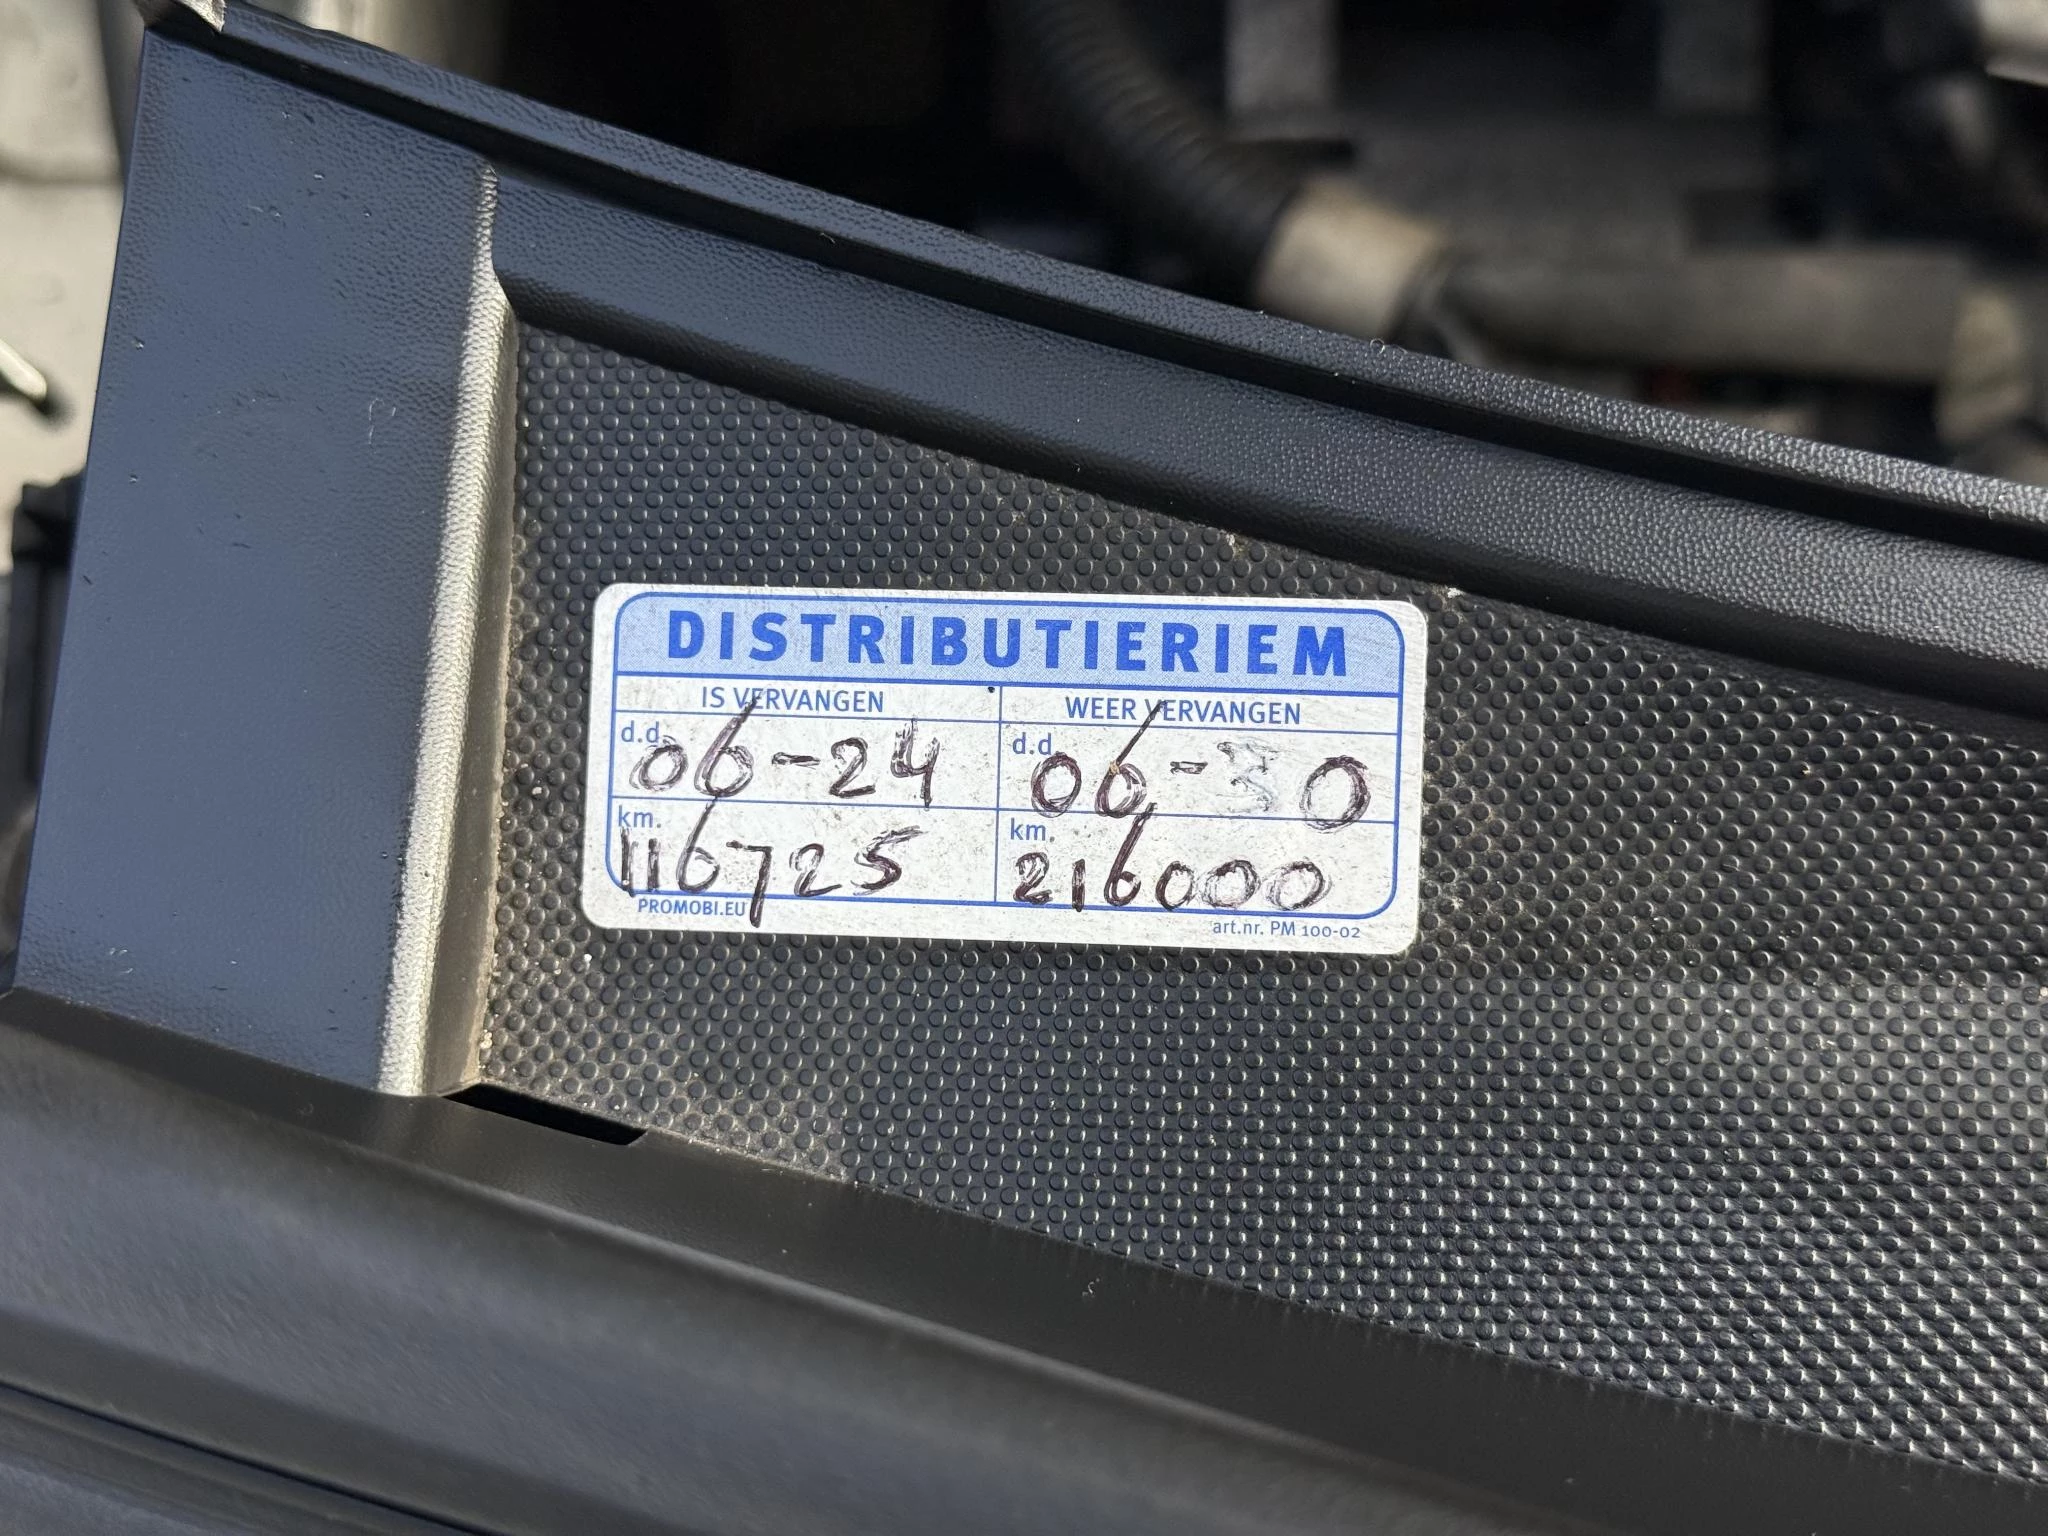 DISTRIBUTIERIEM
IS VERVANGEN
WEER VERVANGEN
d.d. 06-24
d.d. 06-30
km. 116725
km. 216000
PROMOBI.EU
art.nr. PM 100-02